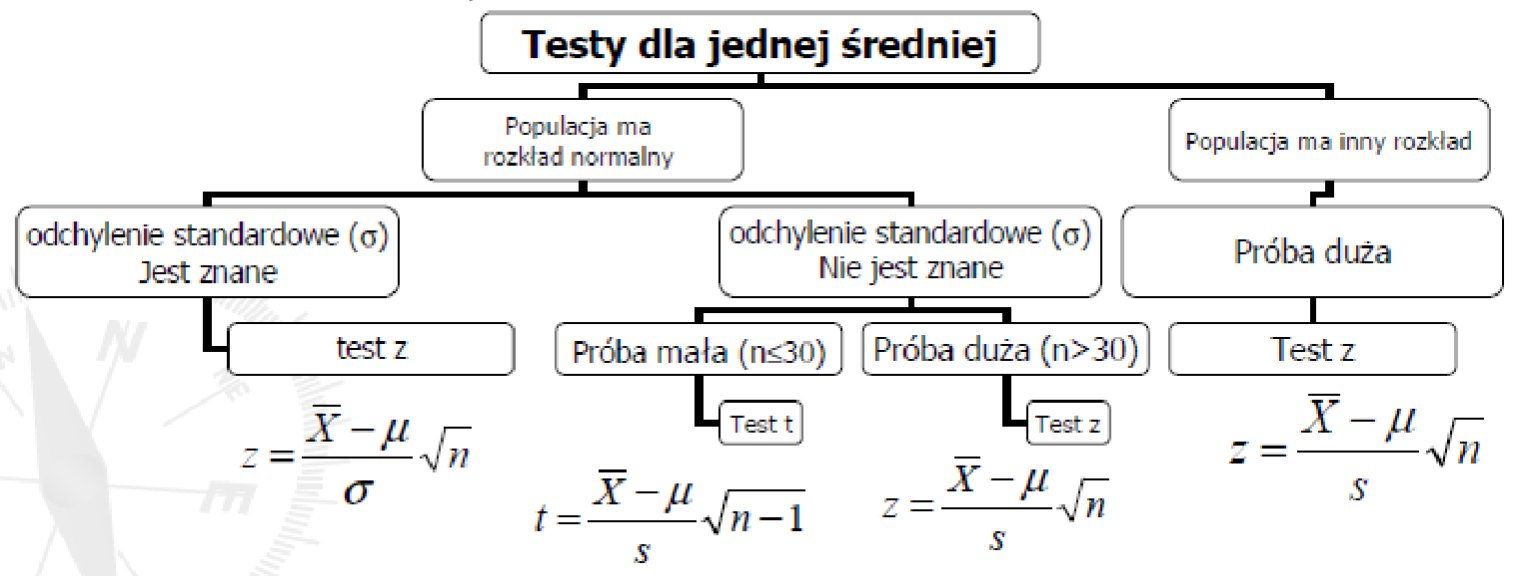 Testy dla jednej średniej
Populacja ma
rozkład normalny
Populacja ma inny rozkład
odchylenie standardowe (σ)
Jest znane
odchylenie standardowe (σ)
Nie jest znane
Próba duża
test z
Próba mała (n≤30)
Próba duża (n>30)
Test z
Test t
Test z
z = (X̅ − μ)/σ √n
t = (X̅ − μ)/s √(n−1)
z = (X̅ − μ)/s √n
z = (X̅ − μ)/s √n
N
NE
E